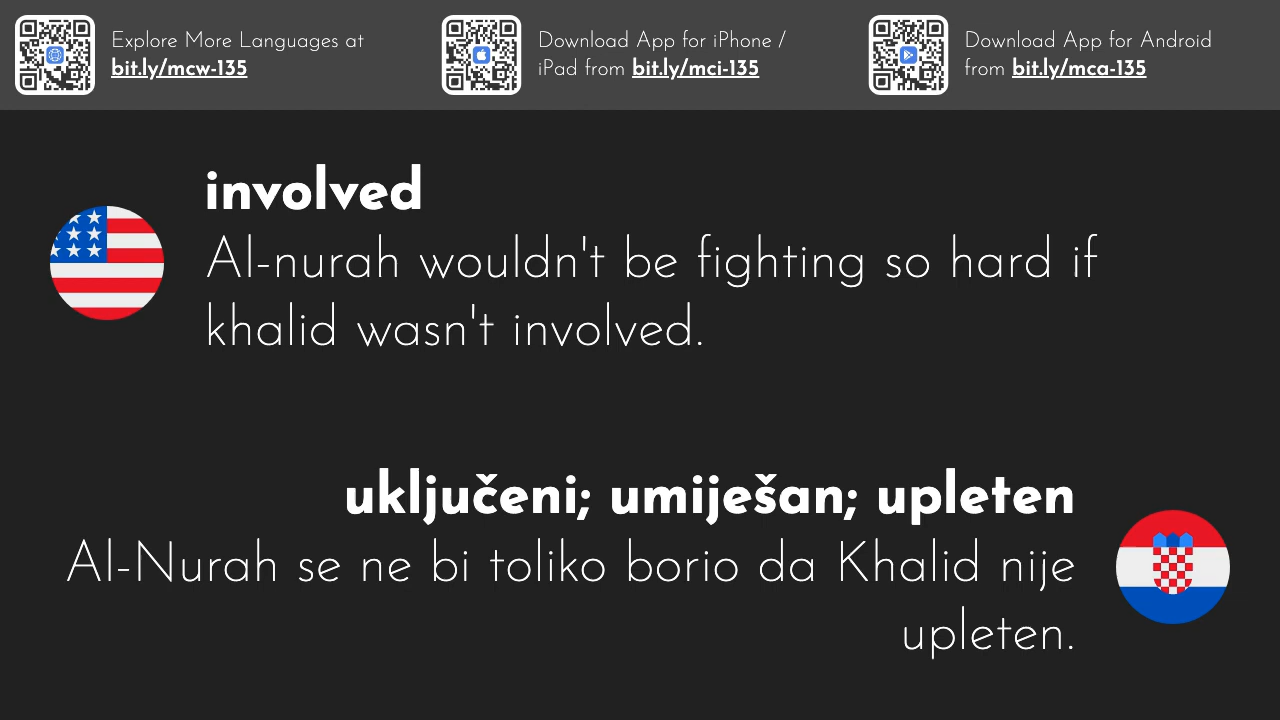 Explore More Languages at
bit.ly/mcw-135
Download App for iPhone /
iPad from bit.ly/mci-135
Download App for Android
from bit.ly/mca-135
involved
Al-nurah wouldn't be fighting so hard if
khalid wasn't involved.
uključeni; umiješan; upleten
Al-Nurah se ne bi toliko borio da Khalid nije
upleten.